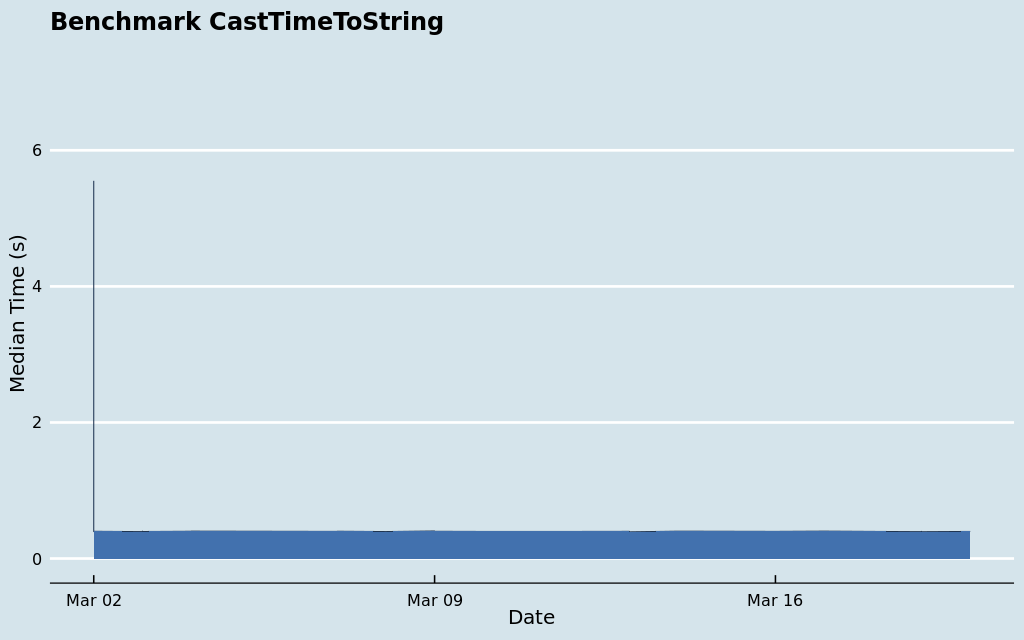 Benchmark CastTimeToString
6
4
2
0
Median Time (s)
Mar 02
Mar 09
Mar 16
Date